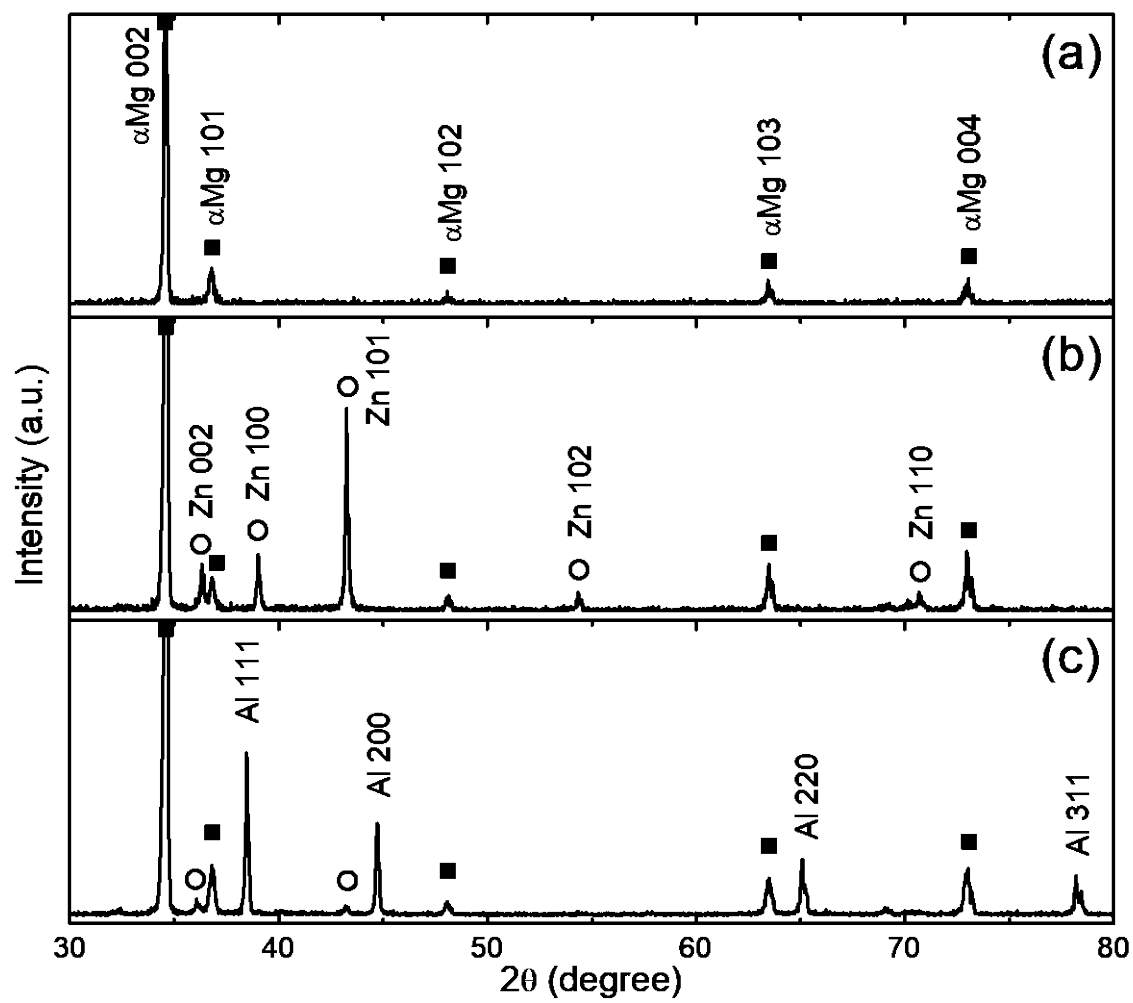 (a)
αMg 002
αMg 101
αMg 102
αMg 103
αMg 004
(b)
Zn 002
Zn 100
Zn 101
Zn 102
Zn 110
(c)
Al 111
Al 200
Al 220
Al 311
Intensity (a.u.)
30 40 50 60 70 80
2θ (degree)